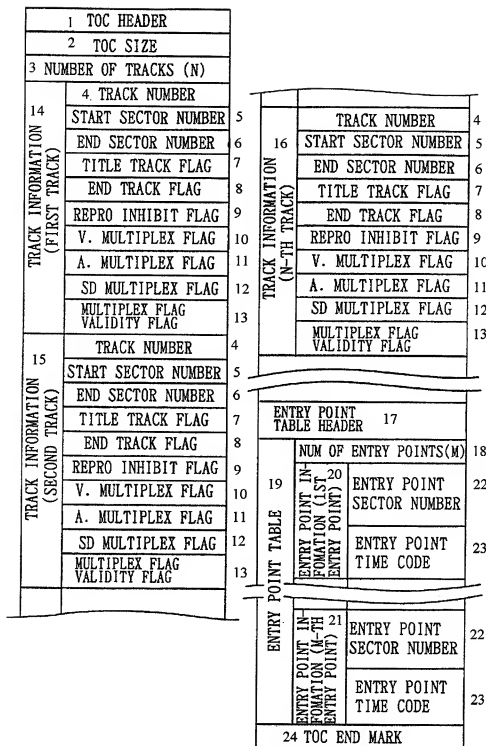 1 TOC HEADER
2 TOC SIZE
3 NUMBER OF TRACKS (N)
14
TRACK INFORMATION
(FIRST TRACK)
4. TRACK NUMBER
START SECTOR NUMBER 5
END SECTOR NUMBER 6
TITLE TRACK FLAG 7
END TRACK FLAG 8
REPRO INHIBIT FLAG 9
V. MULTIPLEX FLAG 10
A. MULTIPLEX FLAG 11
SD MULTIPLEX FLAG 12
MULTIPLEX FLAG
VALIDITY FLAG 13
15
TRACK INFORMATION
(SECOND TRACK)
TRACK NUMBER 4
START SECTOR NUMBER 5
END SECTOR NUMBER 6
TITLE TRACK FLAG 7
END TRACK FLAG 8
REPRO INHIBIT FLAG 9
V. MULTIPLEX FLAG 10
A. MULTIPLEX FLAG 11
SD MULTIPLEX FLAG 12
MULTIPLEX FLAG
VALIDITY FLAG 13
16
TRACK INFORMATION
(N-TH TRACK)
TRACK NUMBER 4
START SECTOR NUMBER 5
END SECTOR NUMBER 6
TITLE TRACK FLAG 7
END TRACK FLAG 8
REPRO INHIBIT FLAG 9
V. MULTIPLEX FLAG 10
A. MULTIPLEX FLAG 11
SD MULTIPLEX FLAG 12
MULTIPLEX FLAG 13
VALIDITY FLAG
ENTRY POINT
TABLE HEADER 17
19
ENTRY POINT TABLE
NUM OF ENTRY POINTS(M) 18
ENTRY POINT IN- 20
FOMATION (1ST
ENTRY POINT)
ENTRY POINT 22
SECTOR NUMBER
ENTRY POINT 23
TIME CODE
ENTRY POINT IN- 21
FOMATION (M-TH
ENTRY POINT)
ENTRY POINT 22
SECTOR NUMBER
ENTRY POINT 23
TIME CODE
24 TOC END MARK